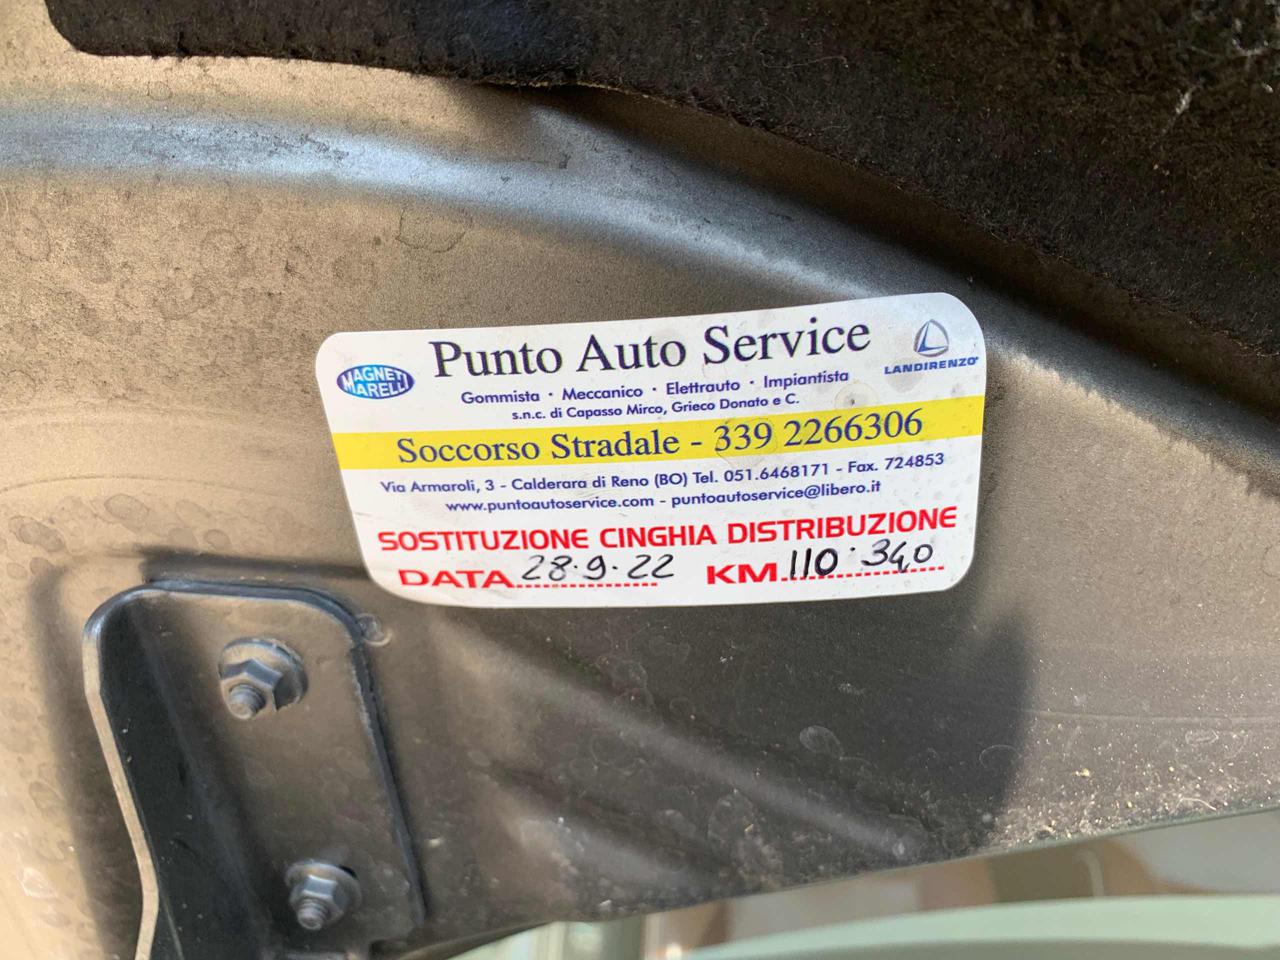 Punto Auto Service
MAGNETI
MARELLI
LANDIRENZO®
Gommista · Meccanico · Elettrauto · Impiantista
s.n.c. di Capasso Mirco, Grieco Donato e C.
Soccorso Stradale - 339 2266306
Via Armaroli, 3 - Calderara di Reno (BO) Tel. 051.6468171 - Fax. 724853
www.puntoautoservice.com - puntoautoservice@libero.it
SOSTITUZIONE CINGHIA DISTRIBUZIONE
DATA 28.9.22 KM 110.340